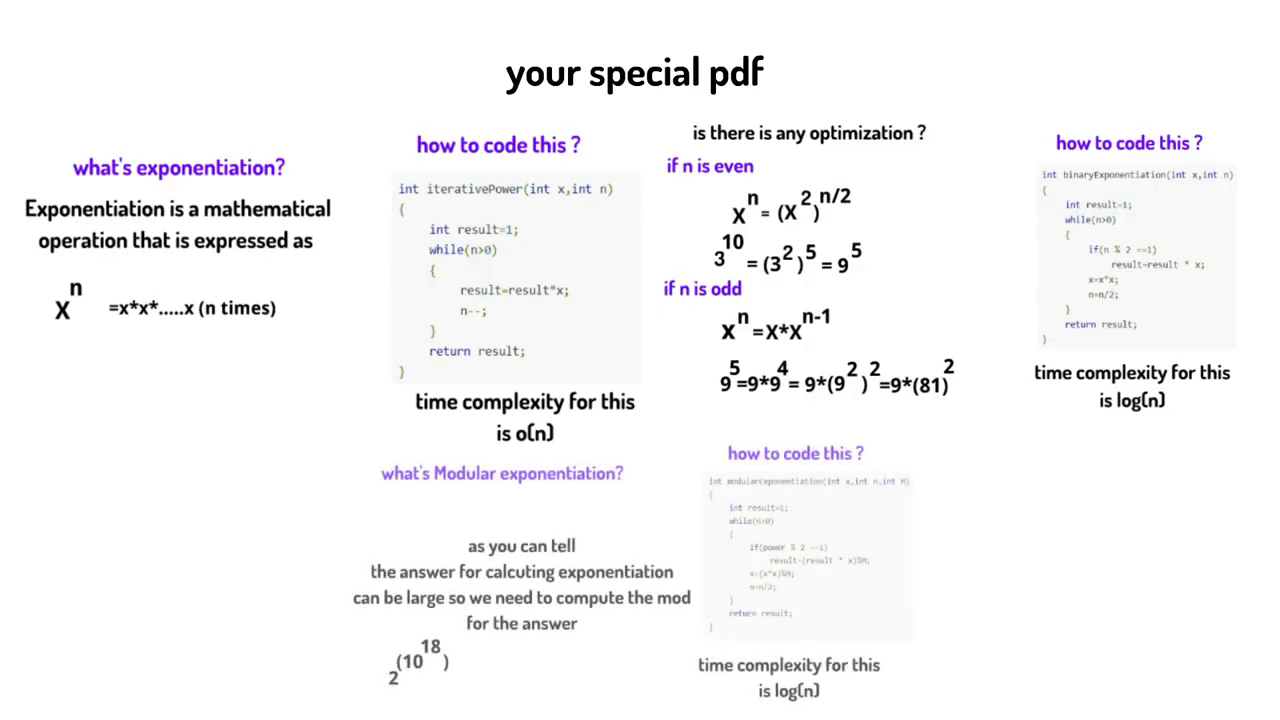 your special pdf
what's exponentiation?
Exponentiation is a mathematical
operation that is expressed as
x^n =x*x*.....x (n times)
how to code this ?
int iterativePower(int x,int n)
{
int result=1;
while(n>0)
{
result=result*x;
n--;
}
return result;
}
time complexity for this
is o(n)
is there is any optimization ?
if n is even
x^n = (x^2)^n/2
3^10 = (3^2)^5 = 9^5
if n is odd
x^n =x*x^n-1
9^5=9*9^4= 9*(9^2)^2=9*(81)^2
how to code this ?
int binaryExponentiation(int x,int n)
{
int result=1;
while(n>0)
{
if(n % 2 ==1)
result=result * x;
x=x*x;
n=n/2;
}
return result;
}
time complexity for this
is log(n)
what's Modular exponentiation?
as you can tell
the answer for calcuting exponentiation
can be large so we need to compute the mod
for the answer
2^(10^18)
how to code this ?
int modularExponentiation(int x,int n,int M)
{
int result=1;
while(n>0)
{
if(power % 2 ==1)
result=(result * x)%M;
x=(x*x)%M;
n=n/2;
}
return result;
}
time complexity for this
is log(n)